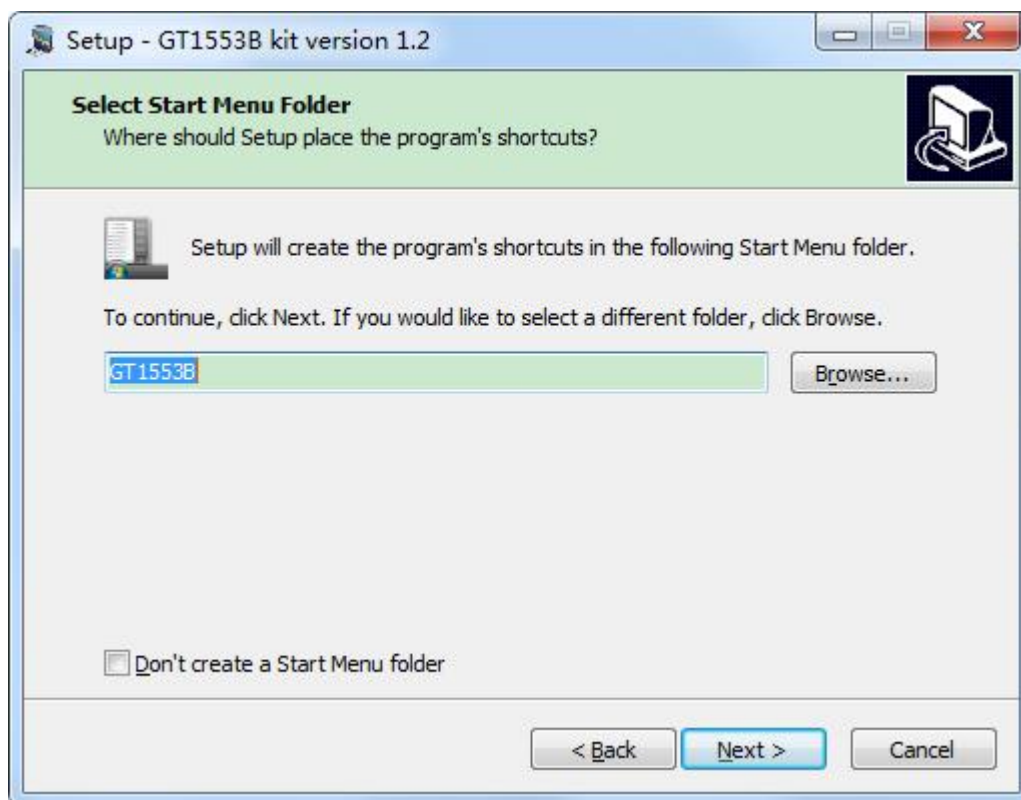 Setup - GT1553B kit version 1.2
Select Start Menu Folder
Where should Setup place the program's shortcuts?
Setup will create the program's shortcuts in the following Start Menu folder.
To continue, click Next. If you would like to select a different folder, click Browse.
GT1553B
Browse...
Don't create a Start Menu folder
< Back
Next >
Cancel